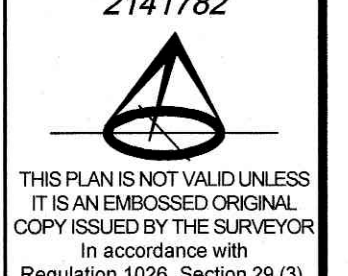 2141782
THIS PLAN IS NOT VALID UNLESS
IT IS AN EMBOSSED ORIGINAL
COPY ISSUED BY THE SURVEYOR
In accordance with
Regulation 1026, Section 29 (3)